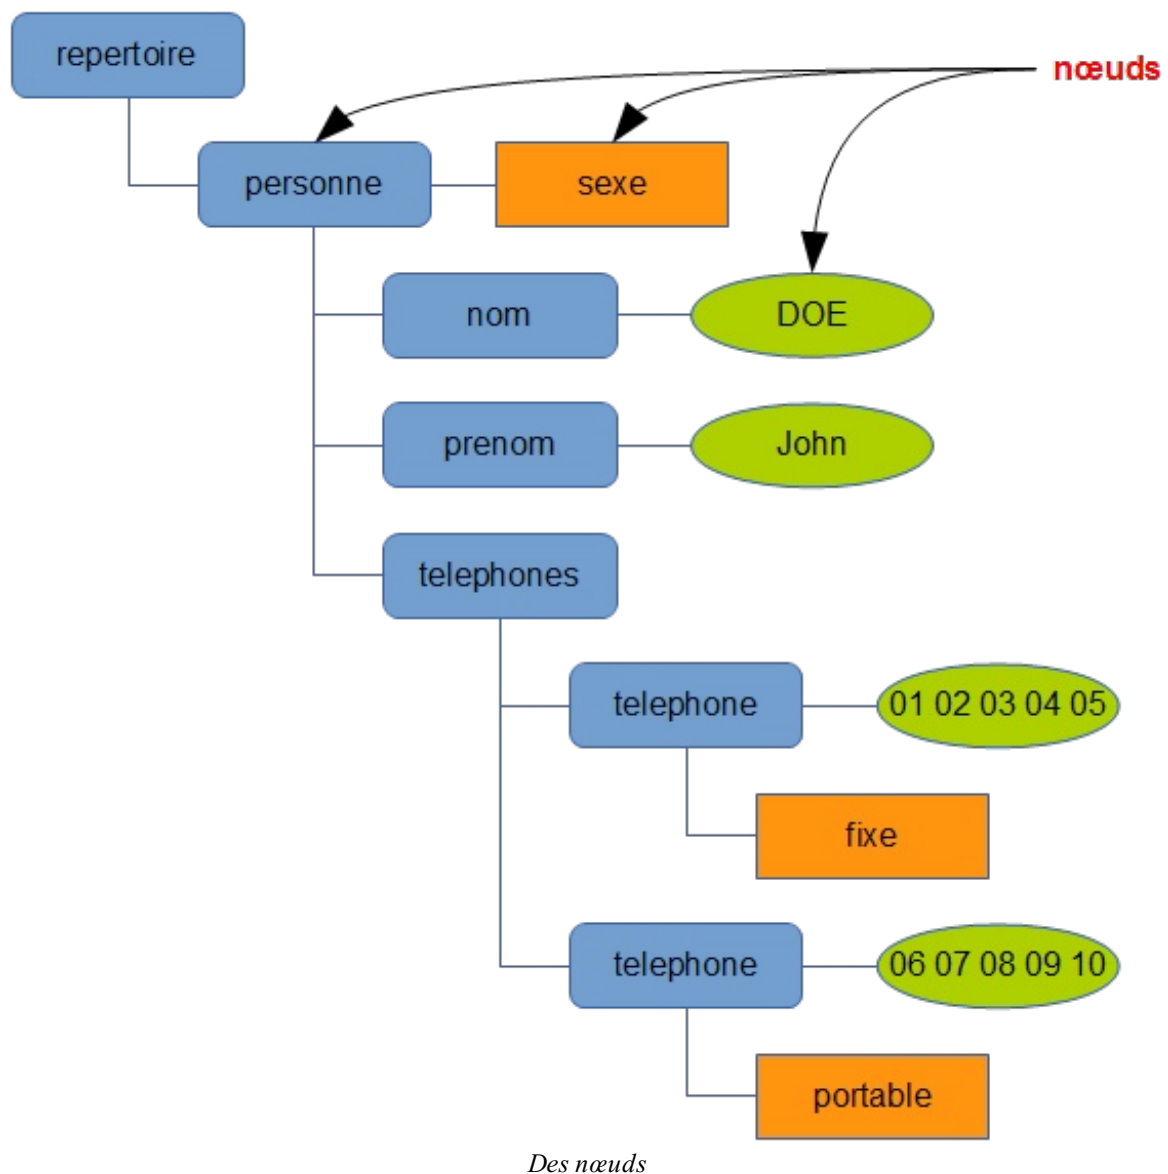 repertoire
nœuds
personne
sexe
nom
DOE
prenom
John
telephones
telephone
01 02 03 04 05
fixe
telephone
06 07 08 09 10
portable
Des nœuds